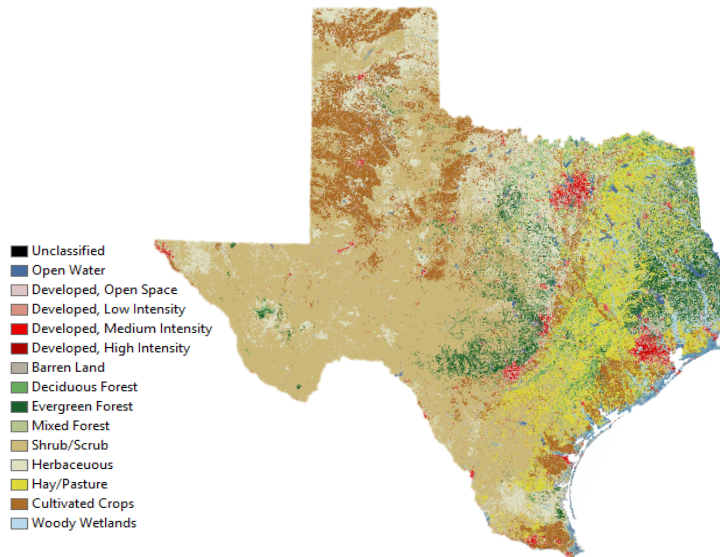 Unclassified
Open Water
Developed, Open Space
Developed, Low Intensity
Developed, Medium Intensity
Developed, High Intensity
Barren Land
Deciduous Forest
Evergreen Forest
Mixed Forest
Shrub/Scrub
Herbaceuous
Hay/Pasture
Cultivated Crops
Woody Wetlands